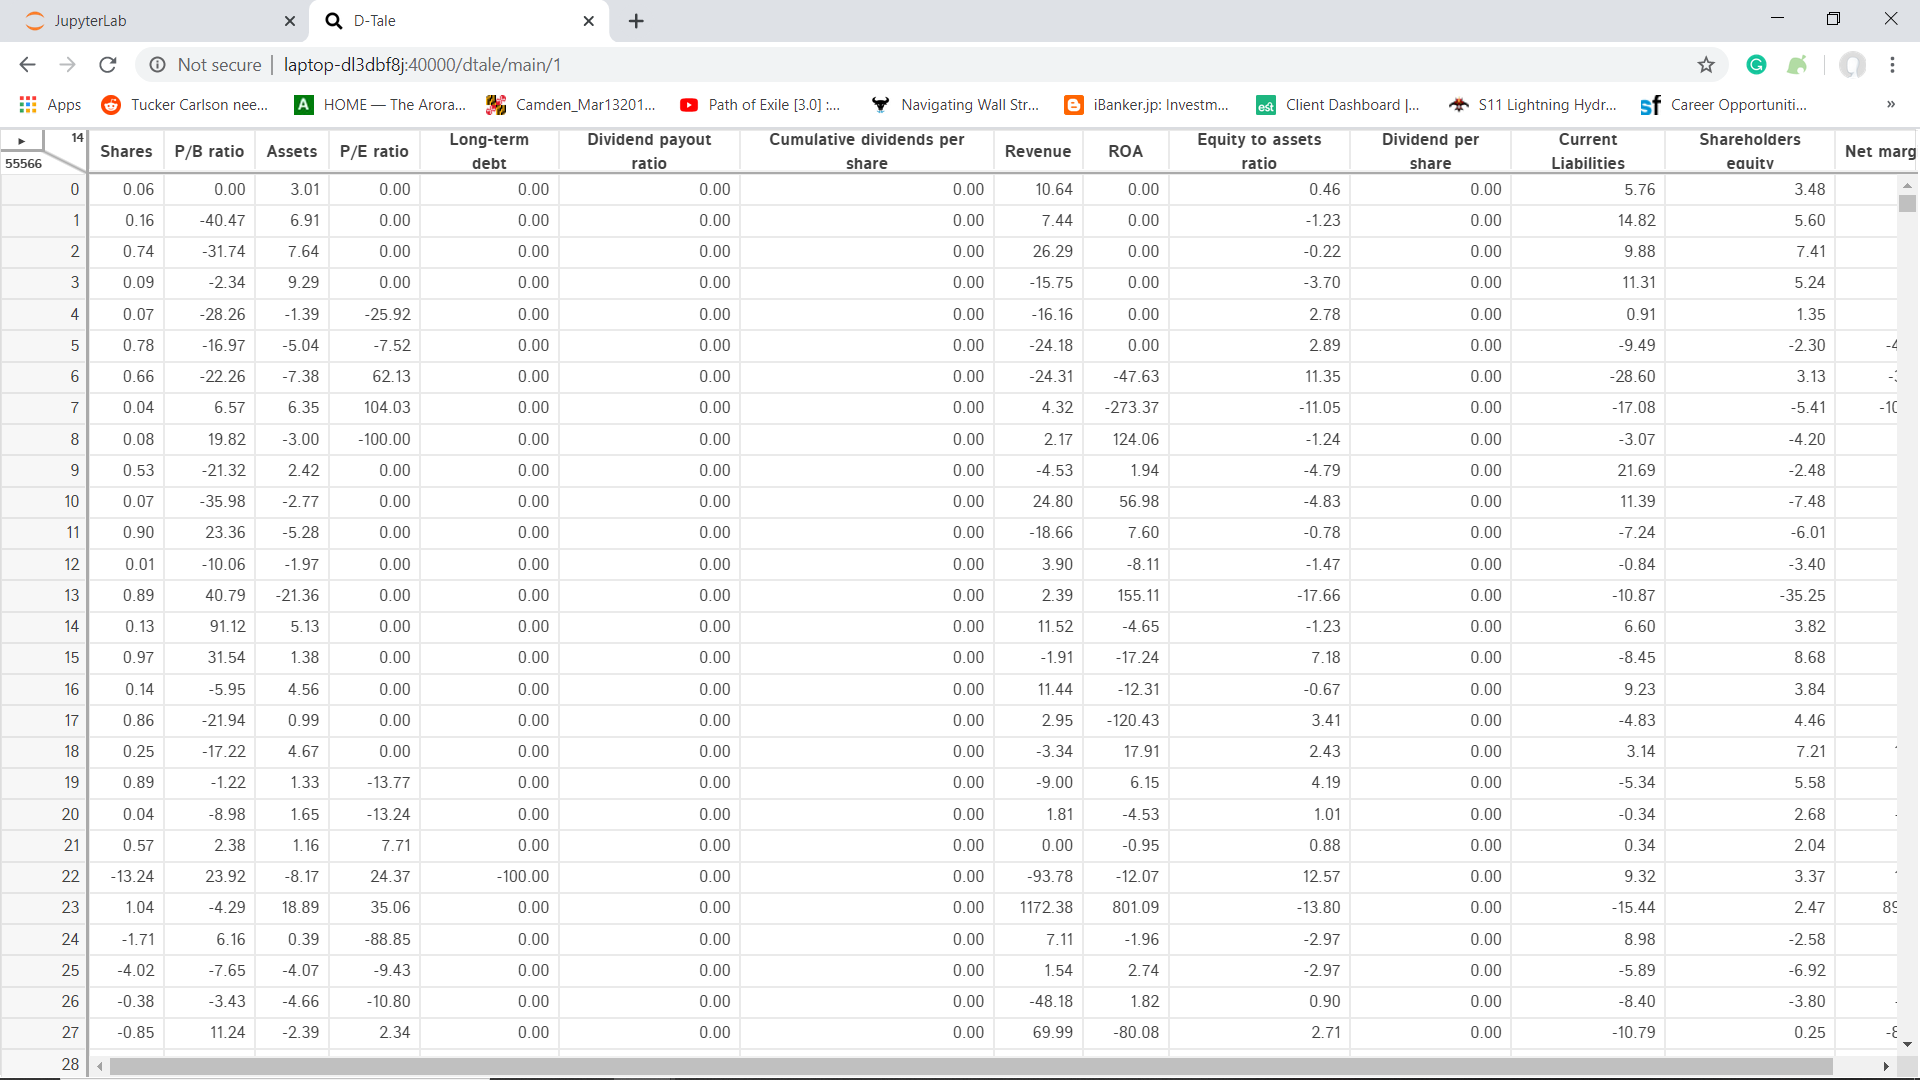 JupyterLab
D-Tale
Not secure | laptop-dl3dbf8j:40000/dtale/main/1
Apps Tucker Carlson nee... HOME — The Arora... Camden_Mar13201... Path of Exile [3.0] :... Navigating Wall Str... iBanker.jp: Investm... Client Dashboard |... S11 Lightning Hydr... Career Opportuniti... »
14
55566
Shares P/B ratio Assets P/E ratio Long-term debt Dividend payout ratio Cumulative dividends per share Revenue ROA Equity to assets ratio Dividend per share Current Liabilities Shareholders equity Net marg
0 0.06 0.00 3.01 0.00 0.00 0.00 0.00 10.64 0.00 0.46 0.00 5.76 3.48
1 0.16 -40.47 6.91 0.00 0.00 0.00 0.00 7.44 0.00 -1.23 0.00 14.82 5.60
2 0.74 -31.74 7.64 0.00 0.00 0.00 0.00 26.29 0.00 -0.22 0.00 9.88 7.41
3 0.09 -2.34 9.29 0.00 0.00 0.00 0.00 -15.75 0.00 -3.70 0.00 11.31 5.24
4 0.07 -28.26 -1.39 -25.92 0.00 0.00 0.00 -16.16 0.00 2.78 0.00 0.91 1.35
5 0.78 -16.97 -5.04 -7.52 0.00 0.00 0.00 -24.18 0.00 2.89 0.00 -9.49 -2.30
6 0.66 -22.26 -7.38 62.13 0.00 0.00 0.00 -24.31 -47.63 11.35 0.00 -28.60 3.13
7 0.04 6.57 6.35 104.03 0.00 0.00 0.00 4.32 -273.37 -11.05 0.00 -17.08 -5.41 -10
8 0.08 19.82 -3.00 -100.00 0.00 0.00 0.00 2.17 124.06 -1.24 0.00 -3.07 -4.20
9 0.53 -21.32 2.42 0.00 0.00 0.00 0.00 -4.53 1.94 -4.79 0.00 21.69 -2.48
10 0.07 -35.98 -2.77 0.00 0.00 0.00 0.00 24.80 56.98 -4.83 0.00 11.39 -7.48
11 0.90 23.36 -5.28 0.00 0.00 0.00 0.00 -18.66 7.60 -0.78 0.00 -7.24 -6.01
12 0.01 -10.06 -1.97 0.00 0.00 0.00 0.00 3.90 -8.11 -1.47 0.00 -0.84 -3.40
13 0.89 40.79 -21.36 0.00 0.00 0.00 0.00 2.39 155.11 -17.66 0.00 -10.87 -35.25
14 0.13 91.12 5.13 0.00 0.00 0.00 0.00 11.52 -4.65 -1.23 0.00 6.60 3.82
15 0.97 31.54 1.38 0.00 0.00 0.00 0.00 -1.91 -17.24 7.18 0.00 -8.45 8.68
16 0.14 -5.95 4.56 0.00 0.00 0.00 0.00 11.44 -12.31 -0.67 0.00 9.23 3.84
17 0.86 -21.94 0.99 0.00 0.00 0.00 0.00 2.95 -120.43 3.41 0.00 -4.83 4.46
18 0.25 -17.22 4.67 0.00 0.00 0.00 0.00 -3.34 17.91 2.43 0.00 3.14 7.21
19 0.89 -1.22 1.33 -13.77 0.00 0.00 0.00 -9.00 6.15 4.19 0.00 -5.34 5.58
20 0.04 -8.98 1.65 -13.24 0.00 0.00 0.00 1.81 -4.53 1.01 0.00 -0.34 2.68
21 0.57 2.38 1.16 7.71 0.00 0.00 0.00 0.00 -0.95 0.88 0.00 0.34 2.04
22 -13.24 23.92 -8.17 24.37 -100.00 0.00 0.00 -93.78 -12.07 12.57 0.00 9.32 3.37
23 1.04 -4.29 18.89 35.06 0.00 0.00 0.00 1172.38 801.09 -13.80 0.00 -15.44 2.47 89
24 -1.71 6.16 0.39 -88.85 0.00 0.00 0.00 7.11 -1.96 -2.97 0.00 8.98 -2.58
25 -4.02 -7.65 -4.07 -9.43 0.00 0.00 0.00 1.54 2.74 -2.97 0.00 -5.89 -6.92
26 -0.38 -3.43 -4.66 -10.80 0.00 0.00 0.00 -48.18 1.82 0.90 0.00 -8.40 -3.80
27 -0.85 11.24 -2.39 2.34 0.00 0.00 0.00 69.99 -80.08 2.71 0.00 -10.79 0.25
28